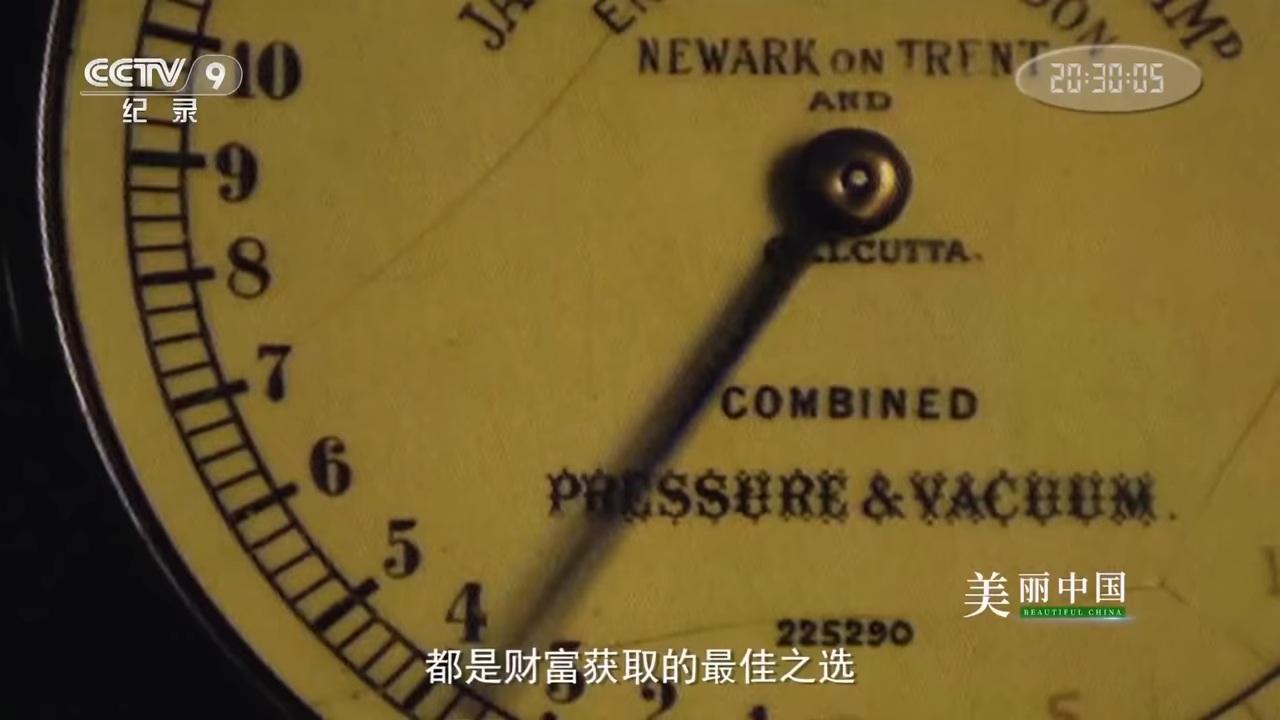 CCTV 9
纪录
20:30:05
NEWARK ON TRENT
AND
CALCUTTA.
COMBINED
PRESSURE & VACUUM.
225290
10
9
8
7
6
5
4
3
2
美丽中国
BEAUTIFUL CHINA
都是财富获取的最佳之选